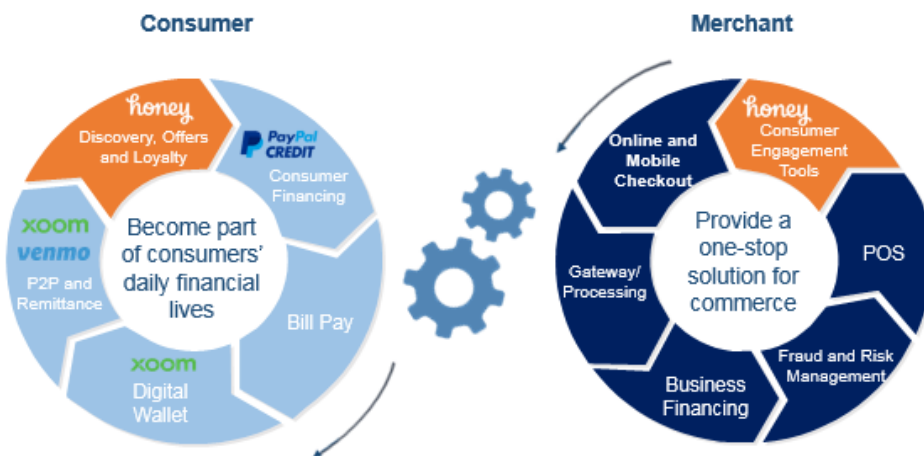 Consumer
Merchant
honey
Discovery, Offers
and Loyalty
PayPal
CREDIT
Consumer
Financing
Bill Pay
xoom
Digital
Wallet
xoom
venmo
P2P and
Remittance
Become part
of consumers'
daily financial
lives
honey
Consumer
Engagement
Tools
POS
Fraud and Risk
Management
Business
Financing
Gateway/
Processing
Online and
Mobile
Checkout
Provide a
one-stop
solution for
commerce